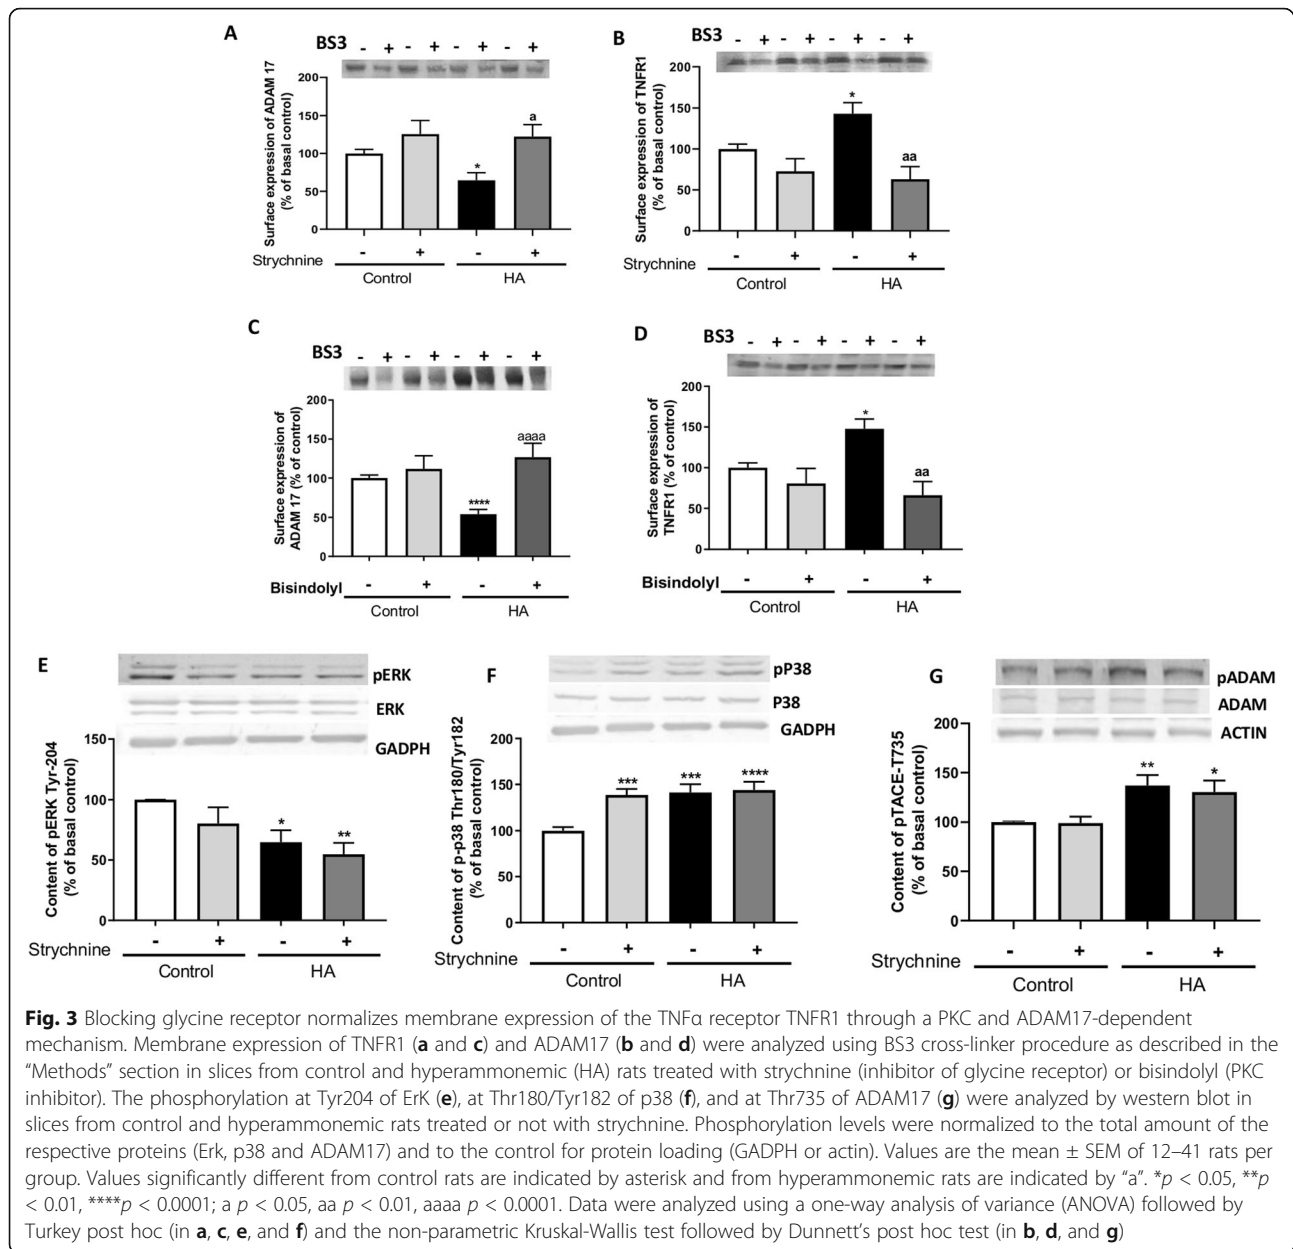 A
BS3 - + - + - + - +
200
150
100
50
0
Surface expression of ADAM 17
(% of basal control)
*
a
- + - +
Strychnine
Control HA
B
BS3 - + - + - + - +
200
150
100
50
0
Surface expression of TNFR1
(% of basal control)
*
aa
- + - +
Strychnine
Control HA
C
BS3 - + - + - + - +
200
150
100
50
0
Surface expression of
ADAM 17 (% of control)
****
aaaa
Bisindolyl - + - +
Control HA
D
BS3 - + - + - + - +
200
150
100
50
0
Surface expression of
TNFR1 (% of control)
*
aa
Bisindolyl - + - +
Control HA
E
pERK
ERK
GADPH
150
100
50
0
Content of pERK Tyr-204
(% of basal control)
*
**
Strychnine - + - +
Control HA
F
pP38
P38
GADPH
200
150
100
50
0
Content of p-p38 Thr180/Tyr182
(% of basal control)
***
***
****
Strychnine - + - +
Control HA
G
pADAM
ADAM
ACTIN
200
150
100
50
0
Content of pTACE-T735
(% of basal control)
**
*
Strychnine - + - +
Control HA
Fig. 3 Blocking glycine receptor normalizes membrane expression of the TNFα receptor TNFR1 through a PKC and ADAM17-dependent
mechanism. Membrane expression of TNFR1 (a and c) and ADAM17 (b and d) were analyzed using BS3 cross-linker procedure as described in the
"Methods" section in slices from control and hyperammonemic (HA) rats treated with strychnine (inhibitor of glycine receptor) or bisindolyl (PKC
inhibitor). The phosphorylation at Tyr204 of ErK (e), at Thr180/Tyr182 of p38 (f), and at Thr735 of ADAM17 (g) were analyzed by western blot in
slices from control and hyperammonemic rats treated or not with strychnine. Phosphorylation levels were normalized to the total amount of the
respective proteins (Erk, p38 and ADAM17) and to the control for protein loading (GADPH or actin). Values are the mean ± SEM of 12–41 rats per
group. Values significantly different from control rats are indicated by asterisk and from hyperammonemic rats are indicated by "a". *p < 0.05, **p
< 0.01, ****p < 0.0001; a p < 0.05, aa p < 0.01, aaaa p < 0.0001. Data were analyzed using a one-way analysis of variance (ANOVA) followed by
Turkey post hoc (in a, c, e, and f) and the non-parametric Kruskal-Wallis test followed by Dunnett's post hoc test (in b, d, and g)